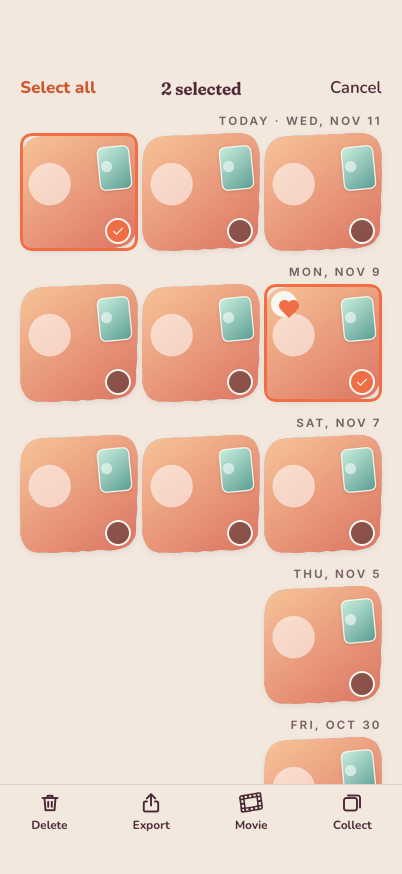 Select all
2 selected
Cancel
TODAY · WED, NOV 11
MON, NOV 9
SAT, NOV 7
THU, NOV 5
FRI, OCT 30
Delete
Export
Movie
Collect